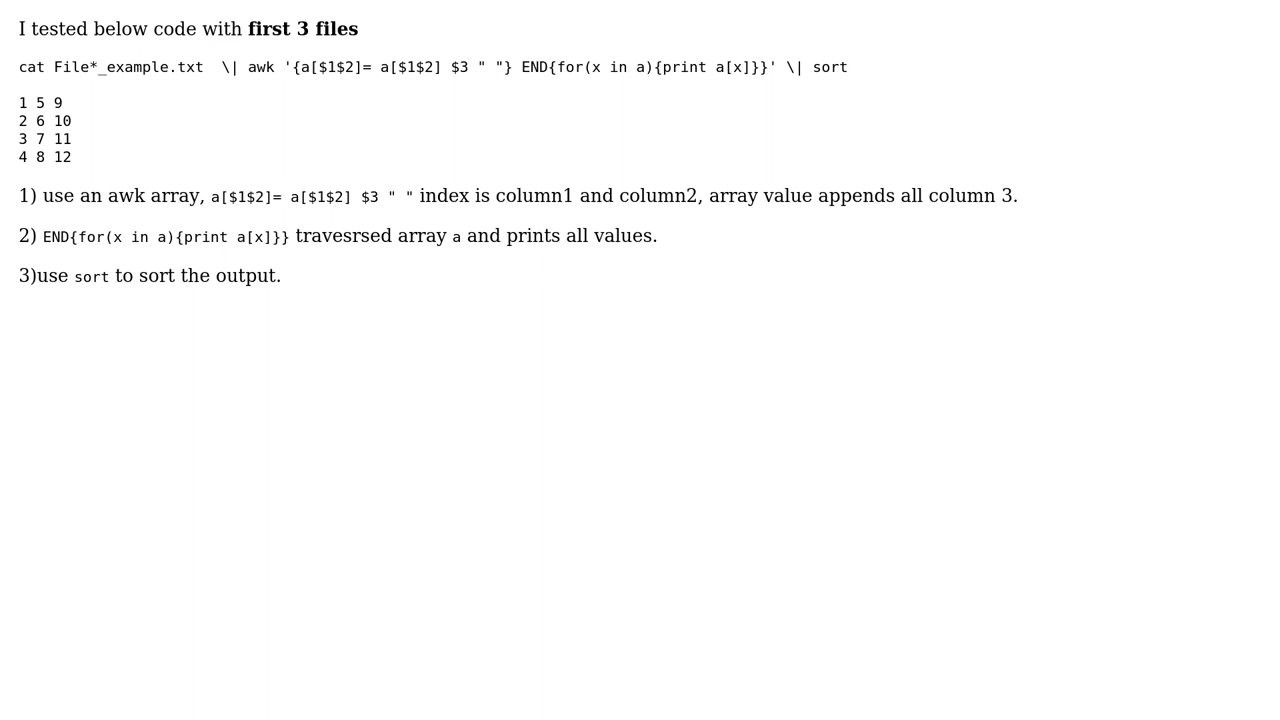 I tested below code with first 3 files
cat File*_example.txt  \| awk '{a[$1$2]= a[$1$2] $3 " "} END{for(x in a){print a[x]}}' \| sort
1 5 9
2 6 10
3 7 11
4 8 12
1) use an awk array, a[$1$2]= a[$1$2] $3 " " index is column1 and column2, array value appends all column 3.
2) END{for(x in a){print a[x]}} travesrsed array a and prints all values.
3)use sort to sort the output.